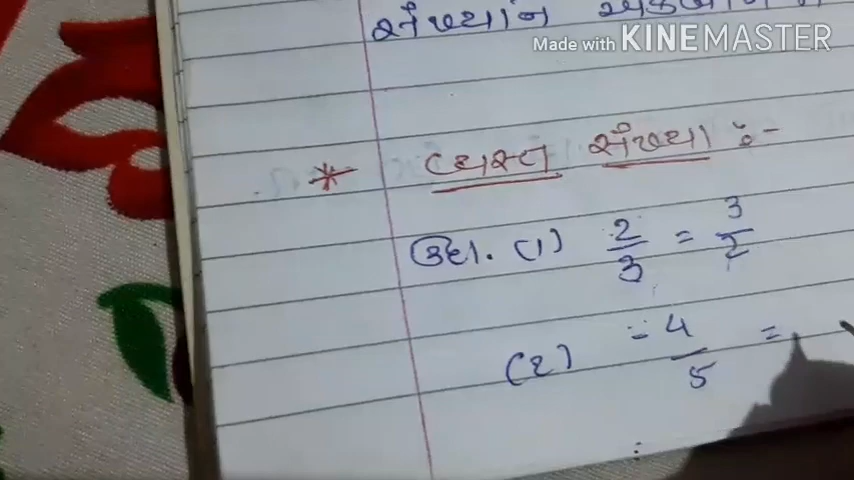 સંખ્યાને
Made with KINEMASTER
* વ્યસ્ત સંખ્યા :-
ઉદા. (1) 2/3 = 3/2
(2) -4/5 =